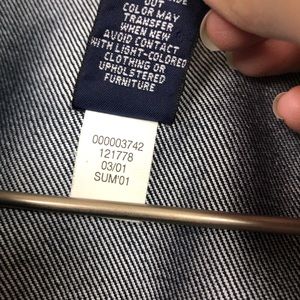 OUT
COLOR MAY
TRANSFER
WHEN NEW
AVOID CONTACT
WITH LIGHT-COLORED
CLOTHING OR
UPHOLSTERED
FURNITURE
000003742
121778
03/01
SUM'01